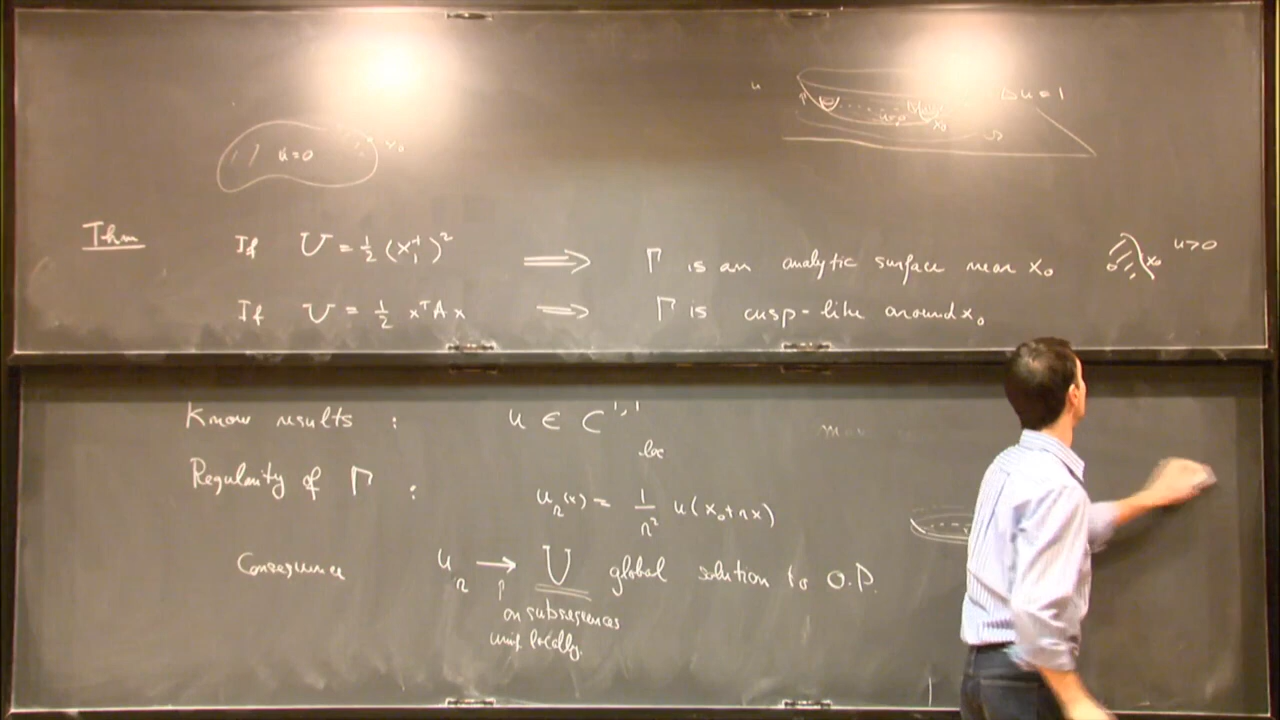 u
Δu = 1
u=0
x₀
u=0
x₀
Thm
If U = ½ (x₁⁺)² ⟹ Γ is an analytic surface near x₀
x₀ u>0
If U = ½ xᵀAx ⟹ Γ is cusp-like around x₀
Know results : u ∈ C¹,¹ loc
Regularity of Γ :
u_r(x) = 1/r² u(x₀+rx)
Consequence u_r → U global solution to O.P.
on subsequences
unif locally.